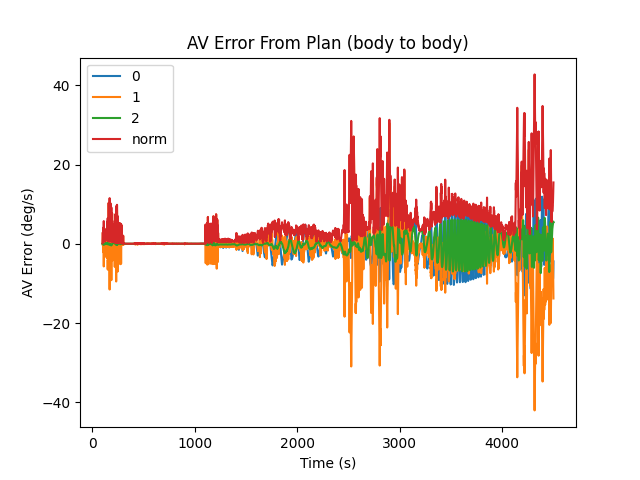 AV Error From Plan (body to body)
0
1
2
norm
AV Error (deg/s)
40
20
0
−20
−40
0 1000 2000 3000 4000
Time (s)